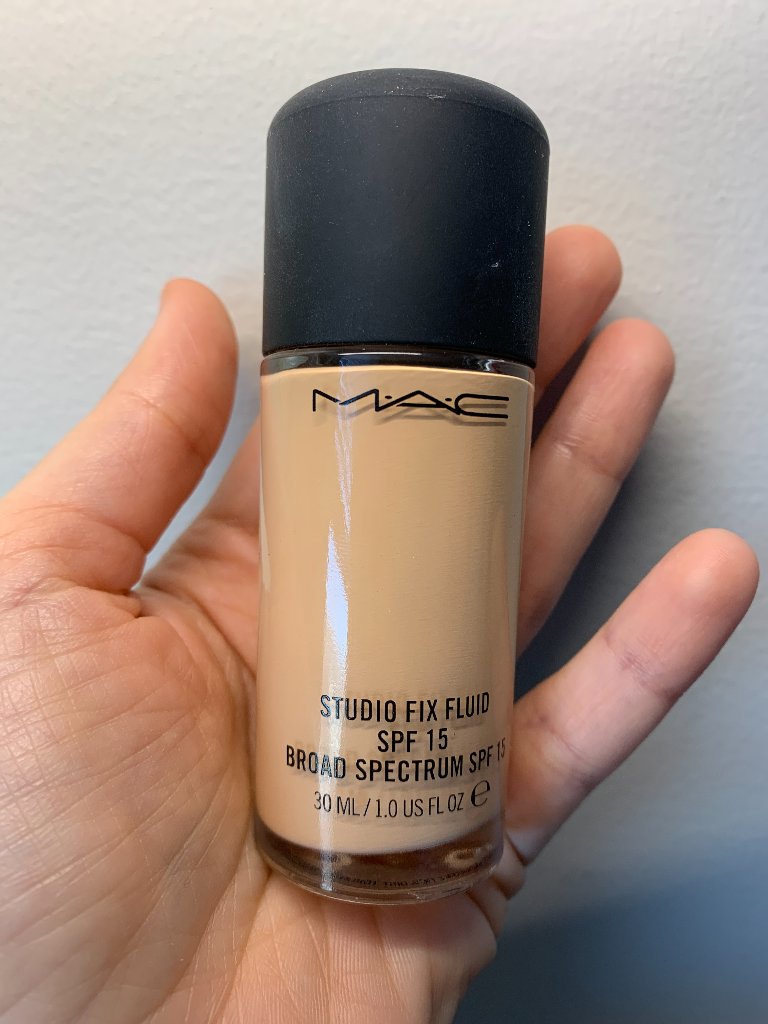 M·A·C
STUDIO FIX FLUID
SPF 15
BROAD SPECTRUM SPF 15
30 ML / 1.0 US FL OZ ℮